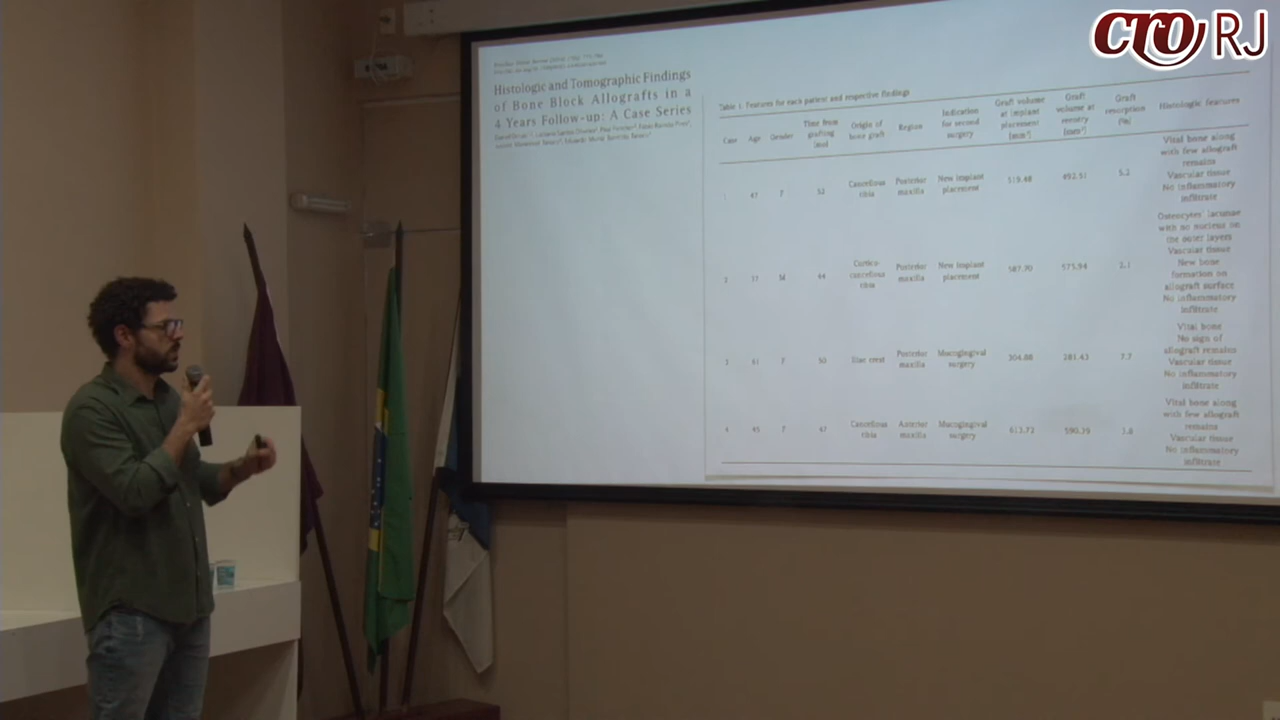 CRO RJ
Histologic and Tomographic Findings
of Bone Block Allografts in a
4 Years Follow-up: A Case Series
Table 1. Features for each patient and respective findings
Case
Age
Gender
Time from
grafting
Origin of
bone graft
Region
Indication
for second
surgery
Graft volume
at implant
placement
Graft
volume at
reentry
Graft
resorption
(%)
Histologic features
1
47
F
52
Cancellous
tibia
Posterior
maxilla
New implant
placement
519.48
492.51
5.2
Vital bone along
with few allograft
remains
Vascular tissue
No inflammatory
infiltrate
2
M
44
Cortico-
cancellous
tibia
Posterior
maxilla
New implant
placement
587.70
575.94
2.1
Osteocytes' lacunae
with no nucleus on
the outer layers
Vascular tissue
New bone
formation on
allograft surface
No inflammatory
infiltrate
3
61
F
50
Iliac crest
Posterior
maxilla
Mucogingival
surgery
304.88
281.43
7.7
Vital bone
No sign of
allograft remains
Vascular tissue
No inflammatory
infiltrate
4
45
F
47
Cancellous
tibia
Anterior
maxilla
Mucogingival
surgery
613.72
590.39
3.8
Vital bone along
with few allograft
remains
Vascular tissue
No inflammatory
infiltrate